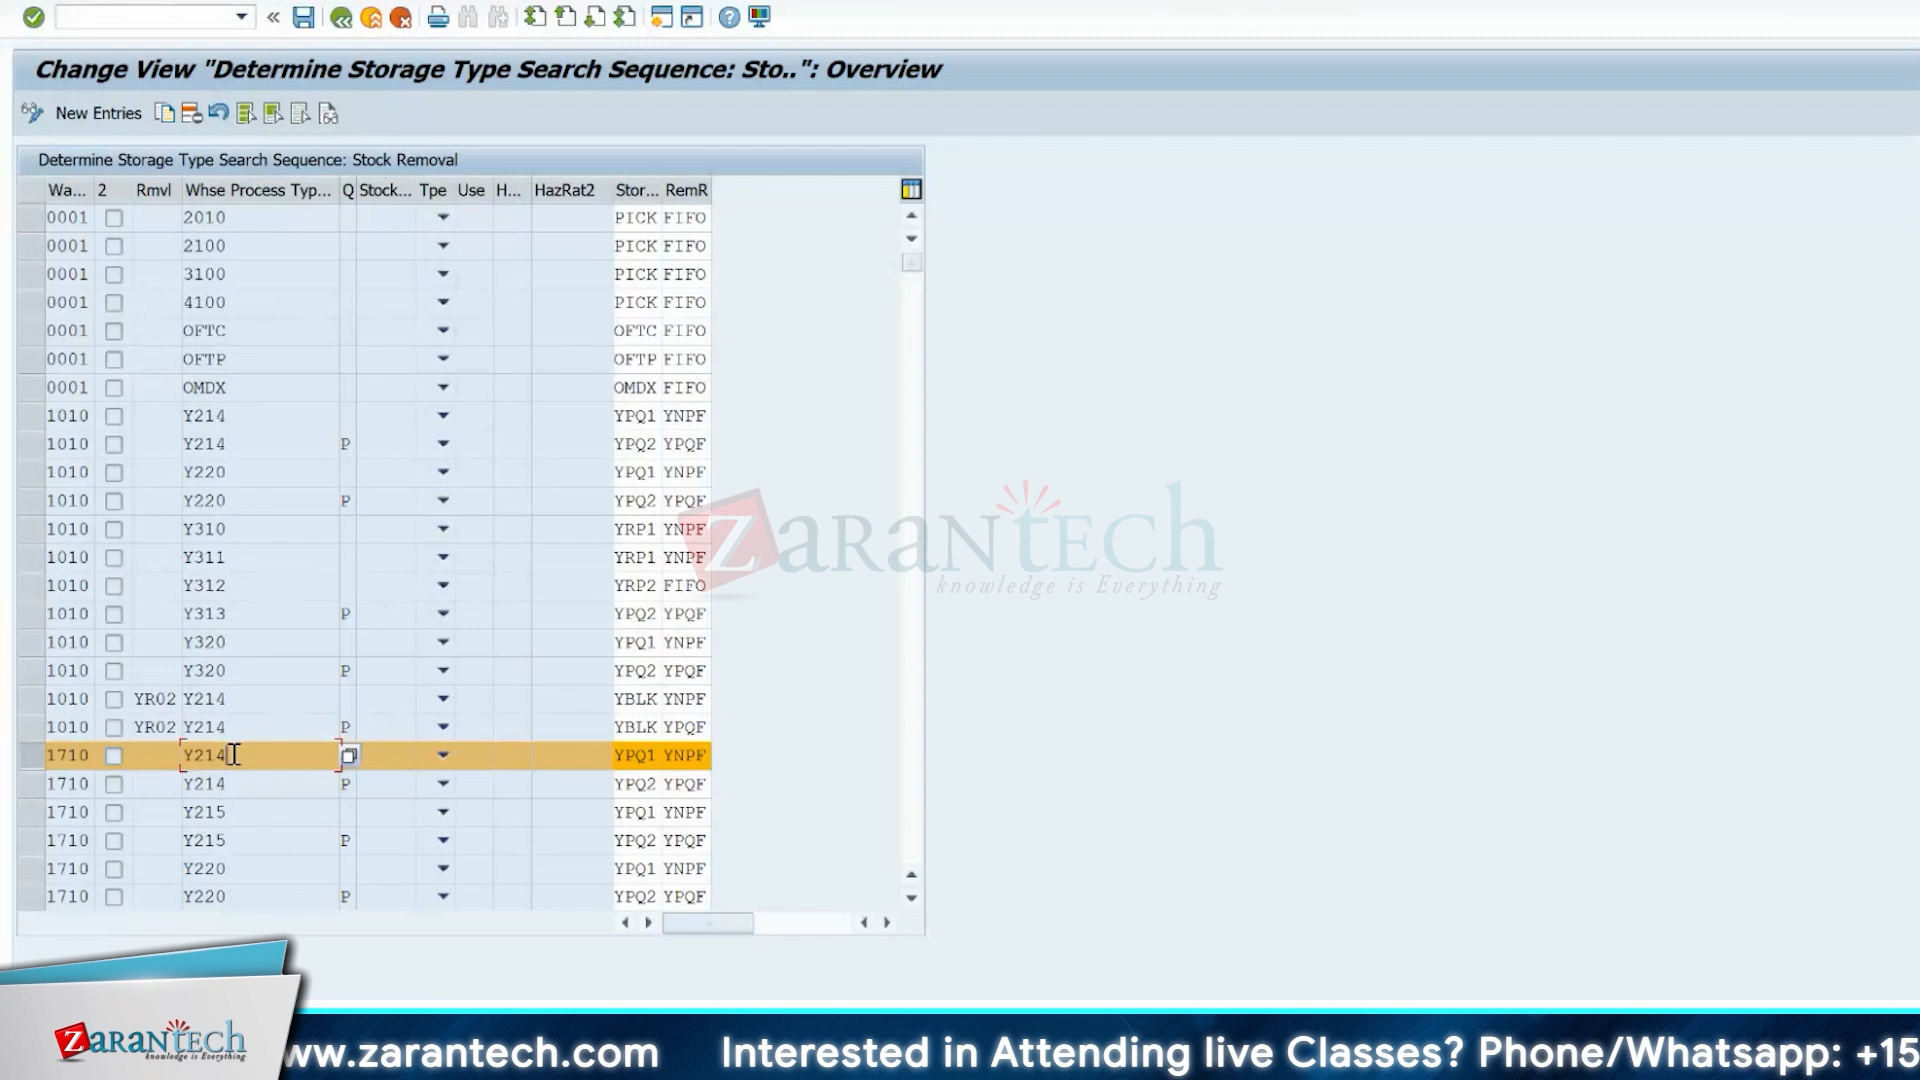 Change View "Determine Storage Type Search Sequence: Sto..": Overview
New Entries
Determine Storage Type Search Sequence: Stock Removal
Wa... 2 Rmvl Whse Process Typ... Q Stock... Tpe Use H... HazRat2 Stor... RemR
0001 2010 PICK FIFO
0001 2100 PICK FIFO
0001 3100 PICK FIFO
0001 4100 PICK FIFO
0001 OFTC OFTC FIFO
0001 OFTP OFTP FIFO
0001 OMDX OMDX FIFO
1010 Y214 YPQ1 YNPF
1010 Y214 P YPQ2 YPQF
1010 Y220 YPQ1 YNPF
1010 Y220 P YPQ2 YPQF
1010 Y310 YRP1 YNPF
1010 Y311 YRP1 YNPF
1010 Y312 YRP2 FIFO
1010 Y313 P YPQ2 YPQF
1010 Y320 YPQ1 YNPF
1010 Y320 P YPQ2 YPQF
1010 YR02 Y214 YBLK YNPF
1010 YR02 Y214 P YBLK YPQF
1710 Y214 YPQ1 YNPF
1710 Y214 P YPQ2 YPQF
1710 Y215 YPQ1 YNPF
1710 Y215 P YPQ2 YPQF
1710 Y220 YPQ1 YNPF
1710 Y220 P YPQ2 YPQF
ZARANTECH
knowledge is Everything
ZARANTECH
knowledge is Everything
ww.zarantech.com Interested in Attending live Classes? Phone/Whatsapp: +15